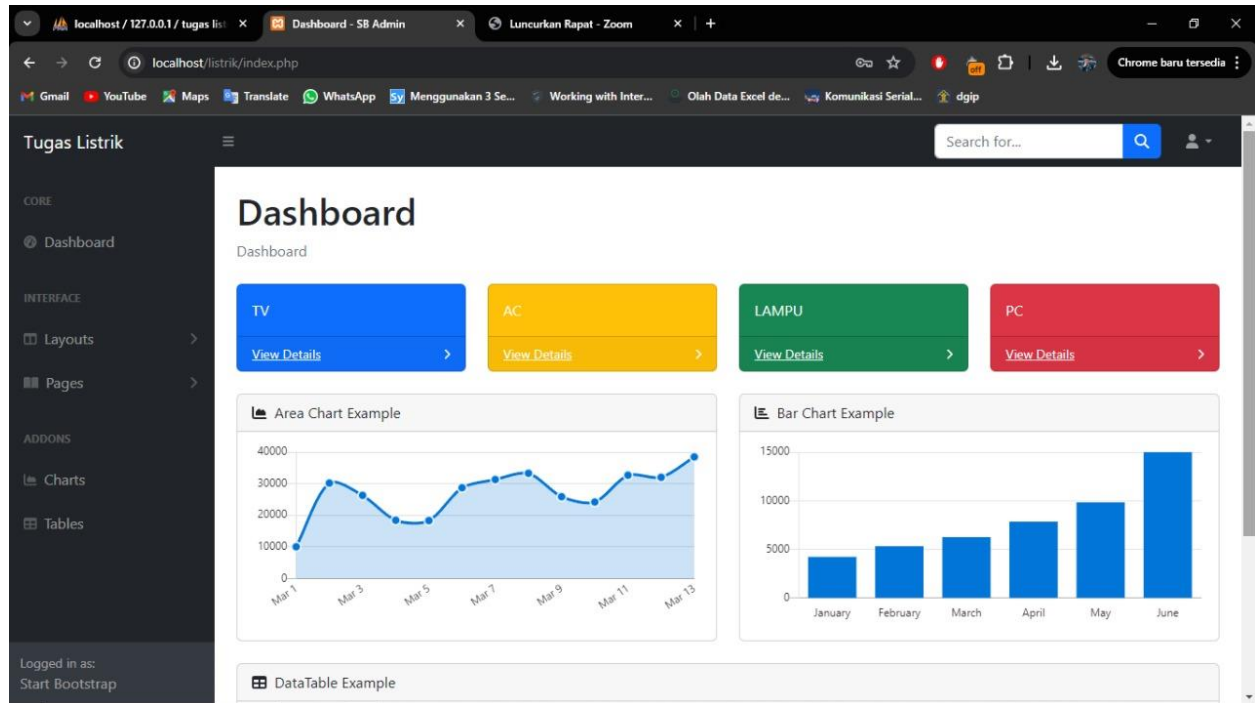 localhost / 127.0.0.1 / tugas list
Dashboard - SB Admin
Luncurkan Rapat - Zoom
localhost/listrik/index.php
off
Chrome baru tersedia
Gmail
YouTube
Maps
Translate
WhatsApp
Sy
Menggunakan 3 Se...
Working with Inter...
Olah Data Excel de...
Komunikasi Serial...
dgip
Tugas Listrik
Search for...
CORE
Dashboard
INTERFACE
Layouts
Pages
ADDONS
Charts
Tables
Logged in as:
Start Bootstrap
Dashboard
Dashboard
TV
View Details
AC
View Details
LAMPU
View Details
PC
View Details
Area Chart Example
40000
30000
20000
10000
0
Mar 1
Mar 3
Mar 5
Mar 7
Mar 9
Mar 11
Mar 13
Bar Chart Example
15000
10000
5000
0
January
February
March
April
May
June
DataTable Example